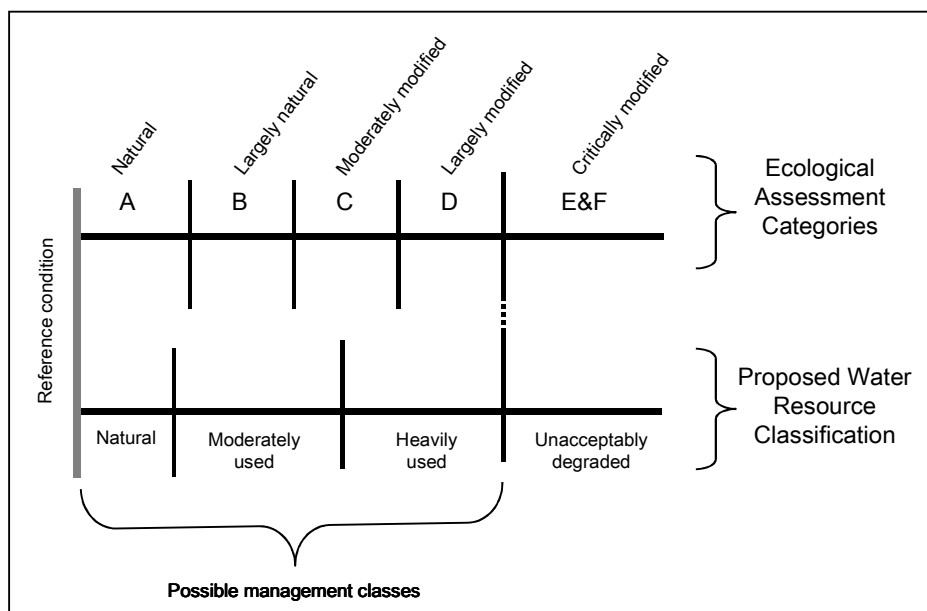 Natural
Largely natural
Moderately modified
Largely modified
Critically modified
A
B
C
D
E&F
Ecological
Assessment
Categories
Reference condition
Proposed Water
Resource
Classification
Natural
Moderately
used
Heavily
used
Unacceptably
degraded
Possible management classes